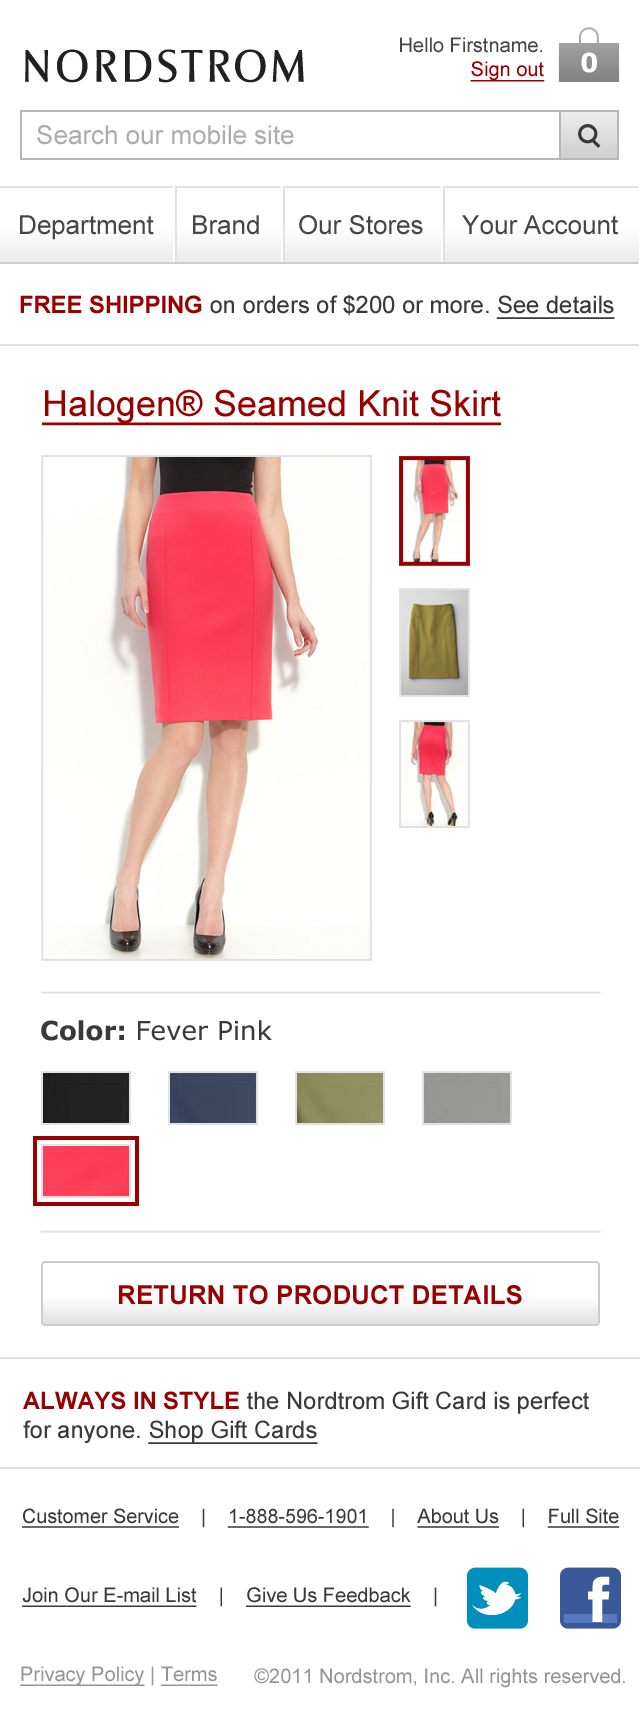 NORDSTROM
Hello Firstname.
Sign out
0
Search our mobile site
Department
Brand
Our Stores
Your Account
FREE SHIPPING on orders of $200 or more. See details
Halogen® Seamed Knit Skirt
Color: Fever Pink
RETURN TO PRODUCT DETAILS
ALWAYS IN STYLE the Nordtrom Gift Card is perfect
for anyone. Shop Gift Cards
Customer Service | 1-888-596-1901 | About Us | Full Site
Join Our E-mail List | Give Us Feedback |
f
Privacy Policy | Terms ©2011 Nordstrom, Inc. All rights reserved.